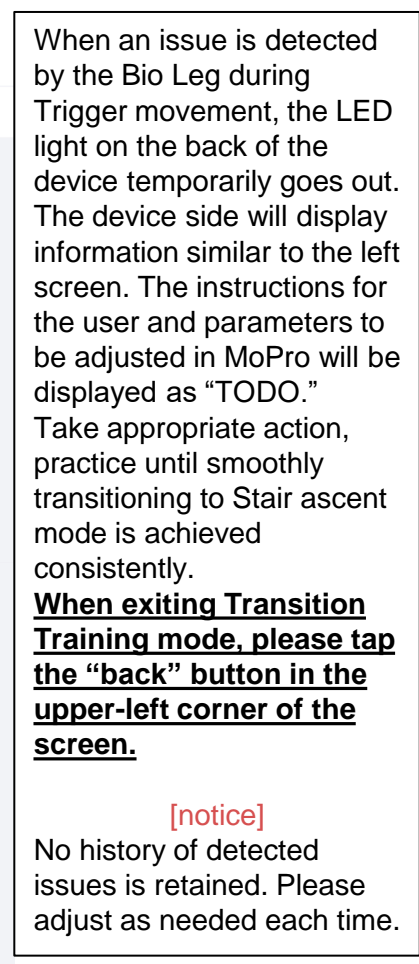 When an issue is detected
by the Bio Leg during
Trigger movement, the LED
light on the back of the
device temporarily goes out.
The device side will display
information similar to the left
screen. The instructions for
the user and parameters to
be adjusted in MoPro will be
displayed as “TODO.”
Take appropriate action,
practice until smoothly
transitioning to Stair ascent
mode is achieved
consistently.
When exiting Transition
Training mode, please tap
the “back” button in the
upper-left corner of the
screen.
[notice]
No history of detected
issues is retained. Please
adjust as needed each time.